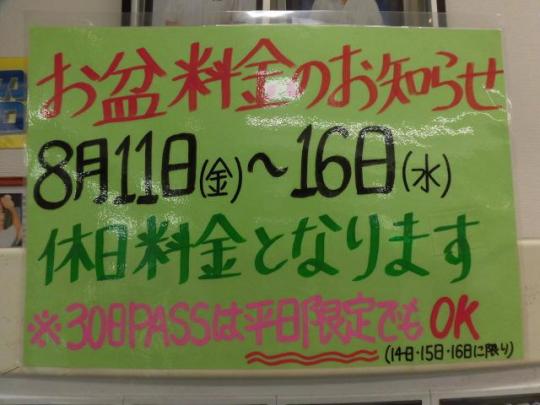 お盆料金のお知らせ
8月11日(金)〜16日(水)
休日料金となります
※30日PASSは平日限定でもOK
(14日・15日・16日に限り)